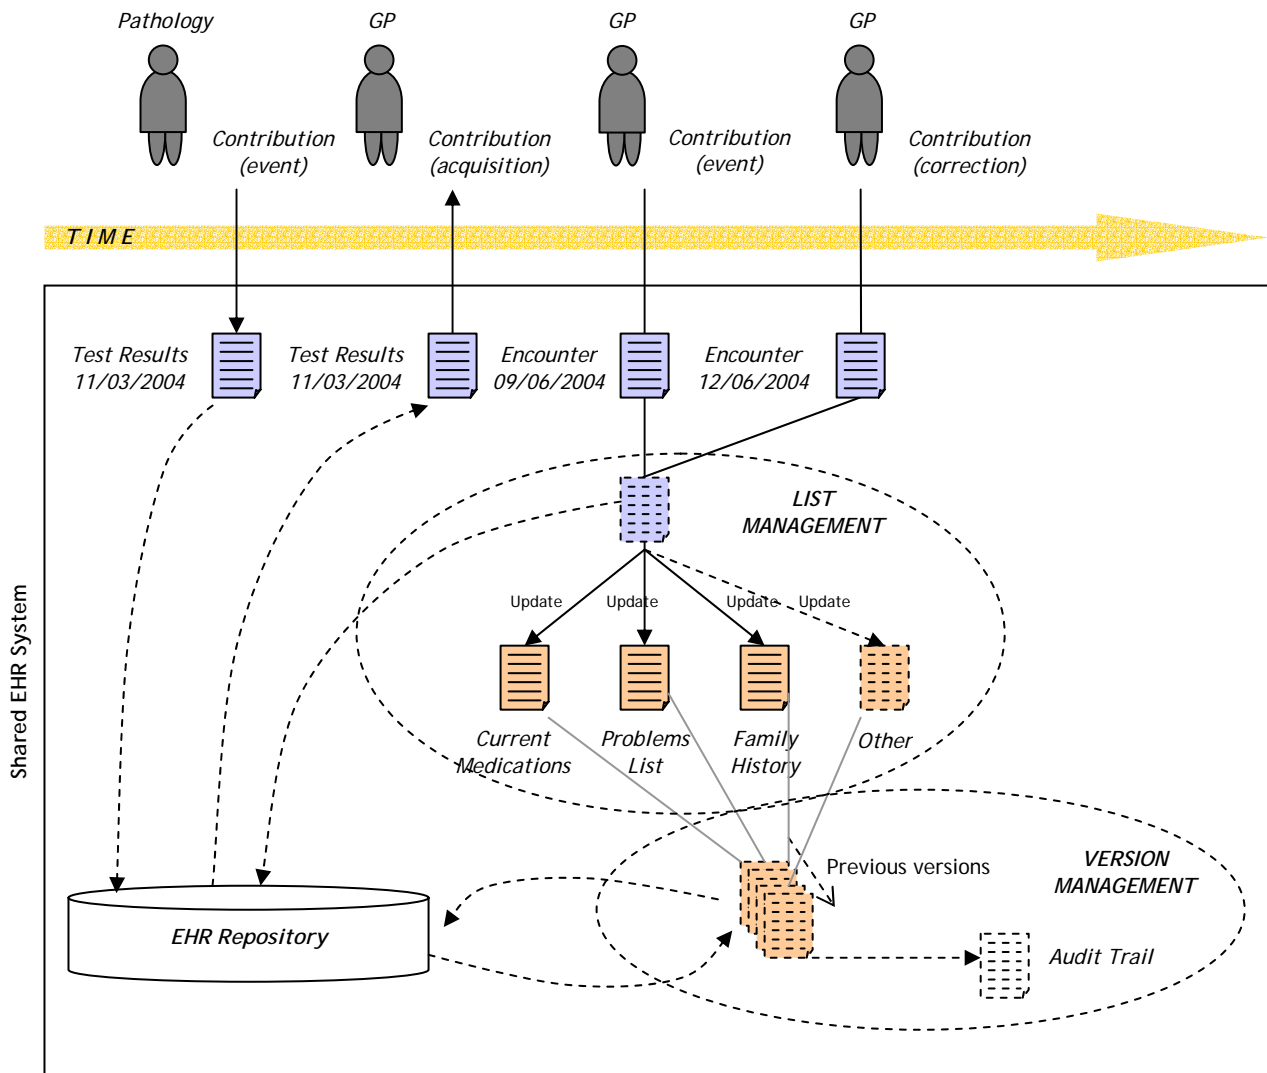 Pathology
GP
GP
GP
Contribution
(event)
Contribution
(acquisition)
Contribution
(event)
Contribution
(correction)
TIME
Test Results
11/03/2004
Test Results
11/03/2004
Encounter
09/06/2004
Encounter
12/06/2004
LIST
MANAGEMENT
Update
Update
Update
Update
Current
Medications
Problems
List
Family
History
Other
Shared EHR System
Previous versions
VERSION
MANAGEMENT
EHR Repository
Audit Trail